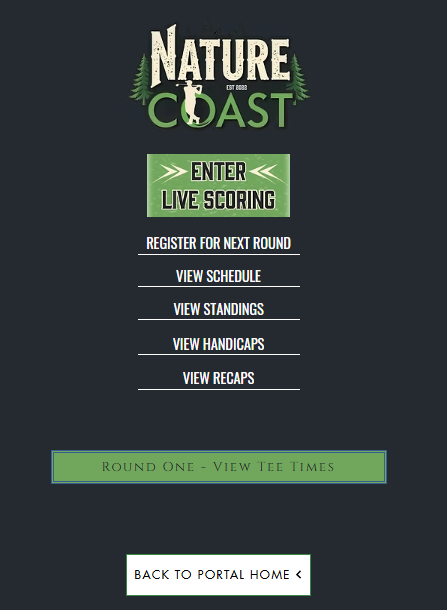 NATURE
EST 2022
COAST
ENTER
LIVE SCORING
REGISTER FOR NEXT ROUND
VIEW SCHEDULE
VIEW STANDINGS
VIEW HANDICAPS
VIEW RECAPS
Round One - View Tee Times
BACK TO PORTAL HOME